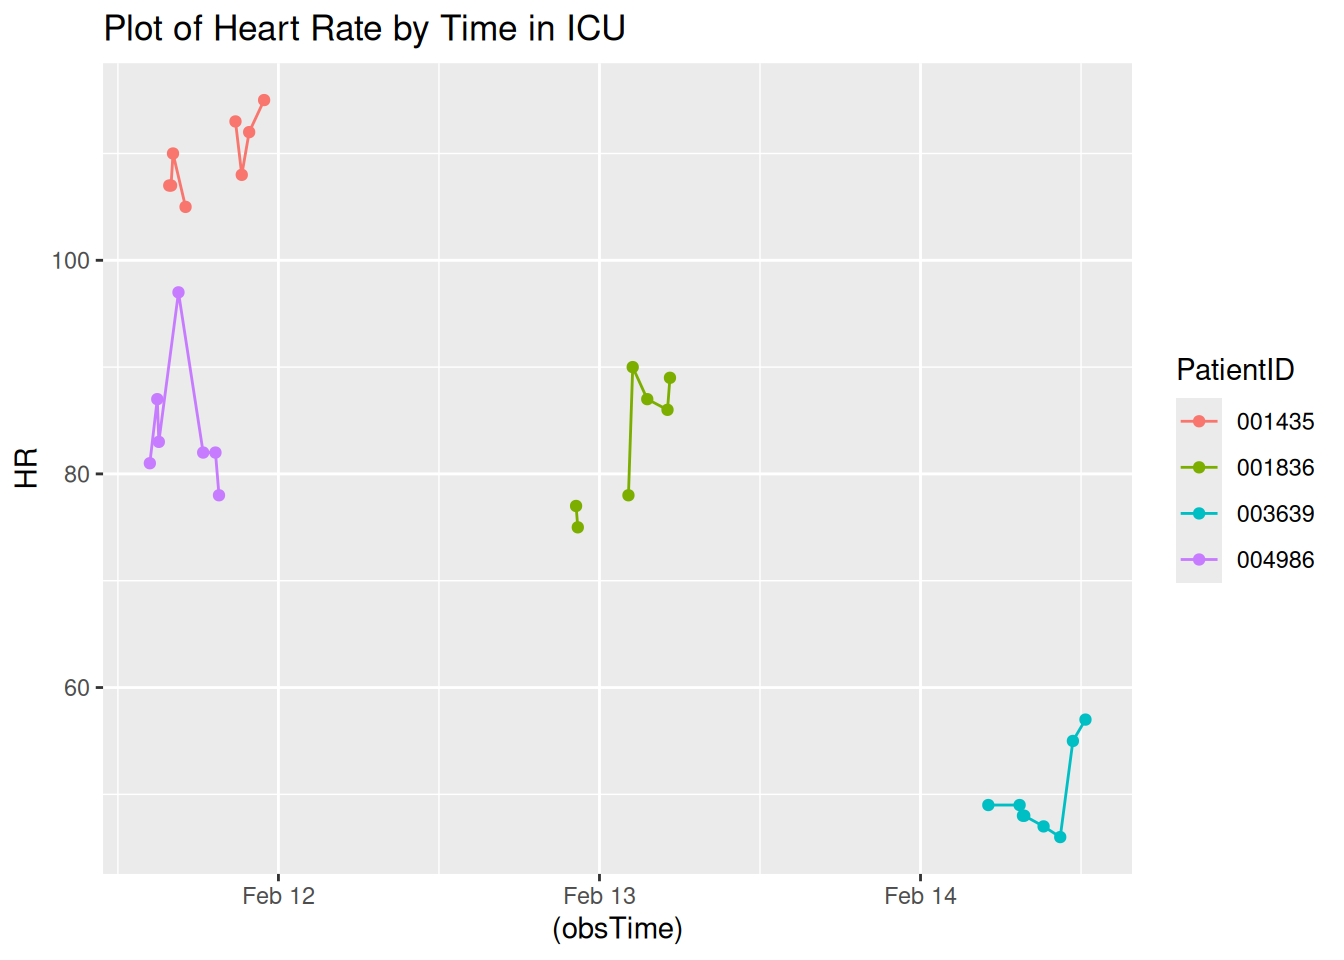 Plot of Heart Rate by Time in ICU
HR
100
80
60
Feb 12
Feb 13
Feb 14
(obsTime)
PatientID
001435
001836
003639
004986